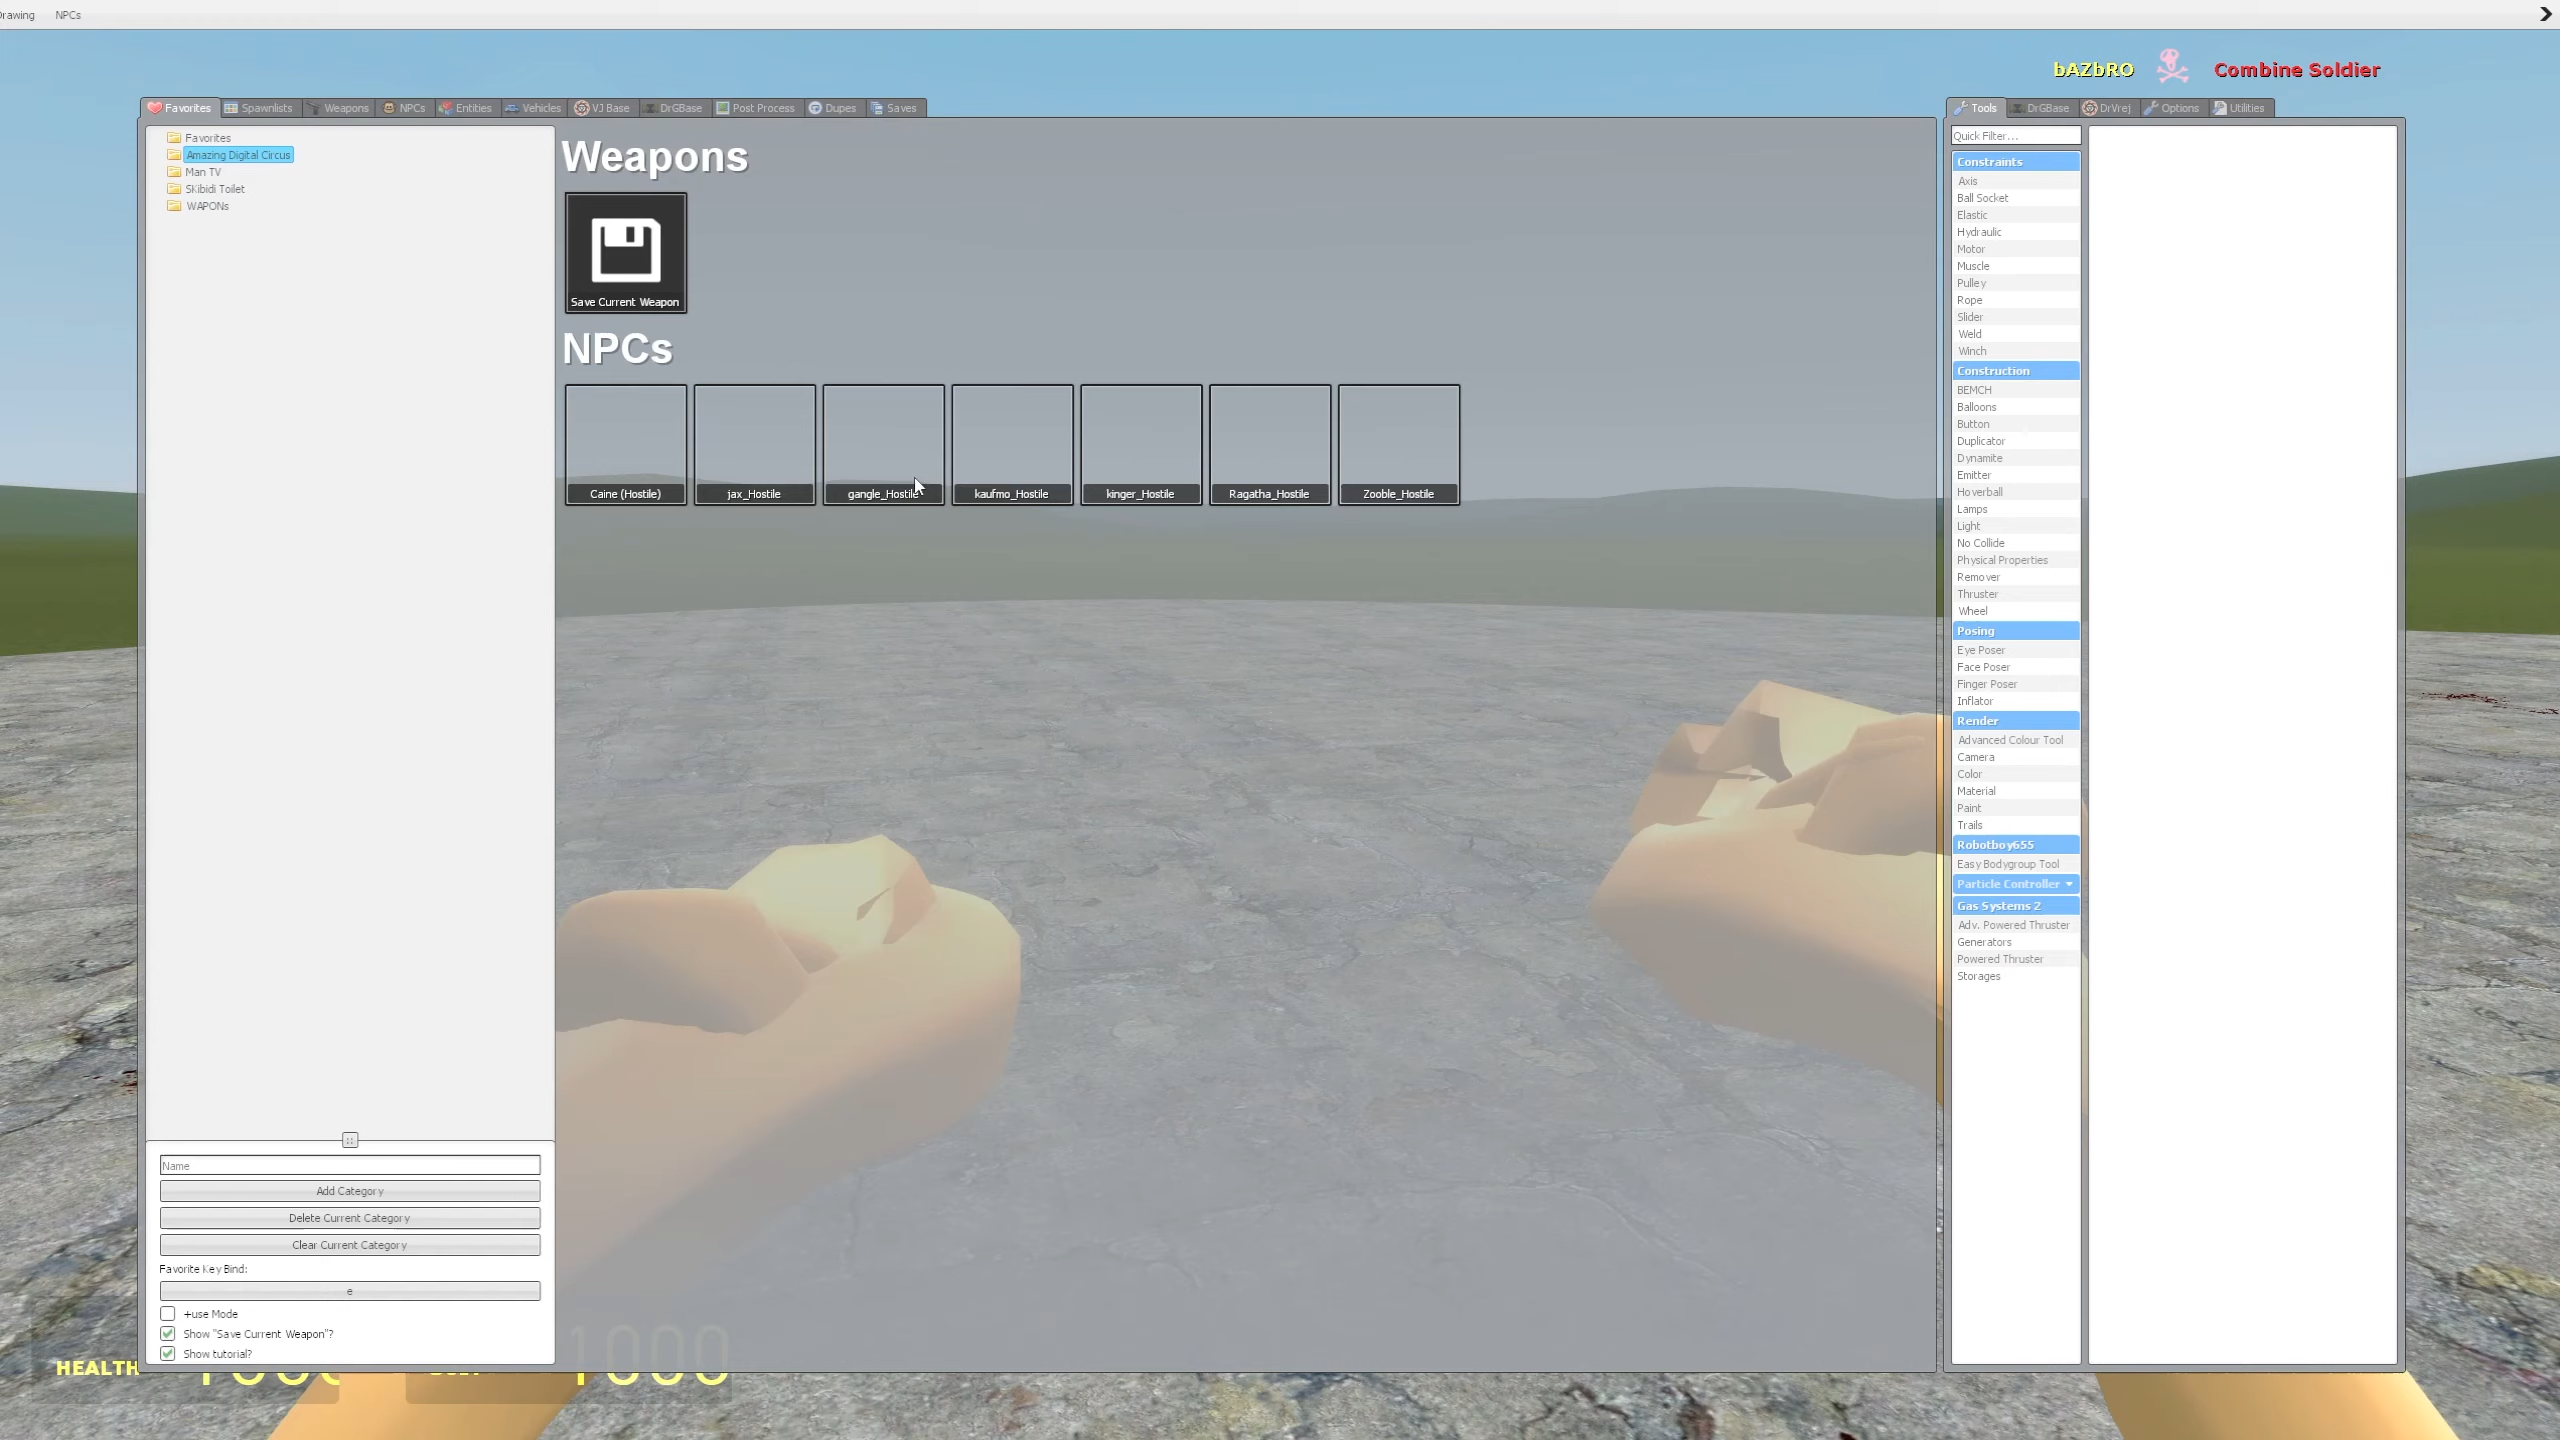 Drawing NPCs
bAZbRO Combine Soldier
Favorites Spawnlists Weapons NPCs Entities Vehicles VJ Base DrGBase Post Process Dupes Saves
Favorites
Amazing Digital Circus
Man TV
SKibidi Toilet
WAPONs
Weapons
Save Current Weapon
NPCs
Caine (Hostile) jax_Hostile gangle_Hostile kaufmo_Hostile kinger_Hostile Ragatha_Hostile Zooble_Hostile
Name
Add Category
Delete Current Category
Clear Current Category
Favorite Key Bind:
e
+use Mode
Show "Save Current Weapon"?
Show tutorial?
HEALTH
1000
Tools DrGBase DrVrej Options Utilities
Quick Filter...
Constraints
Axis
Ball Socket
Elastic
Hydraulic
Motor
Muscle
Pulley
Rope
Slider
Weld
Winch
Construction
BEMCH
Balloons
Button
Duplicator
Dynamite
Emitter
Hoverball
Lamps
Light
No Collide
Physical Properties
Remover
Thruster
Wheel
Posing
Eye Poser
Face Poser
Finger Poser
Inflator
Render
Advanced Colour Tool
Camera
Color
Material
Paint
Trails
Robotboy655
Easy Bodygroup Tool
Particle Controller
Gas Systems 2
Adv. Powered Thruster
Generators
Powered Thruster
Storages